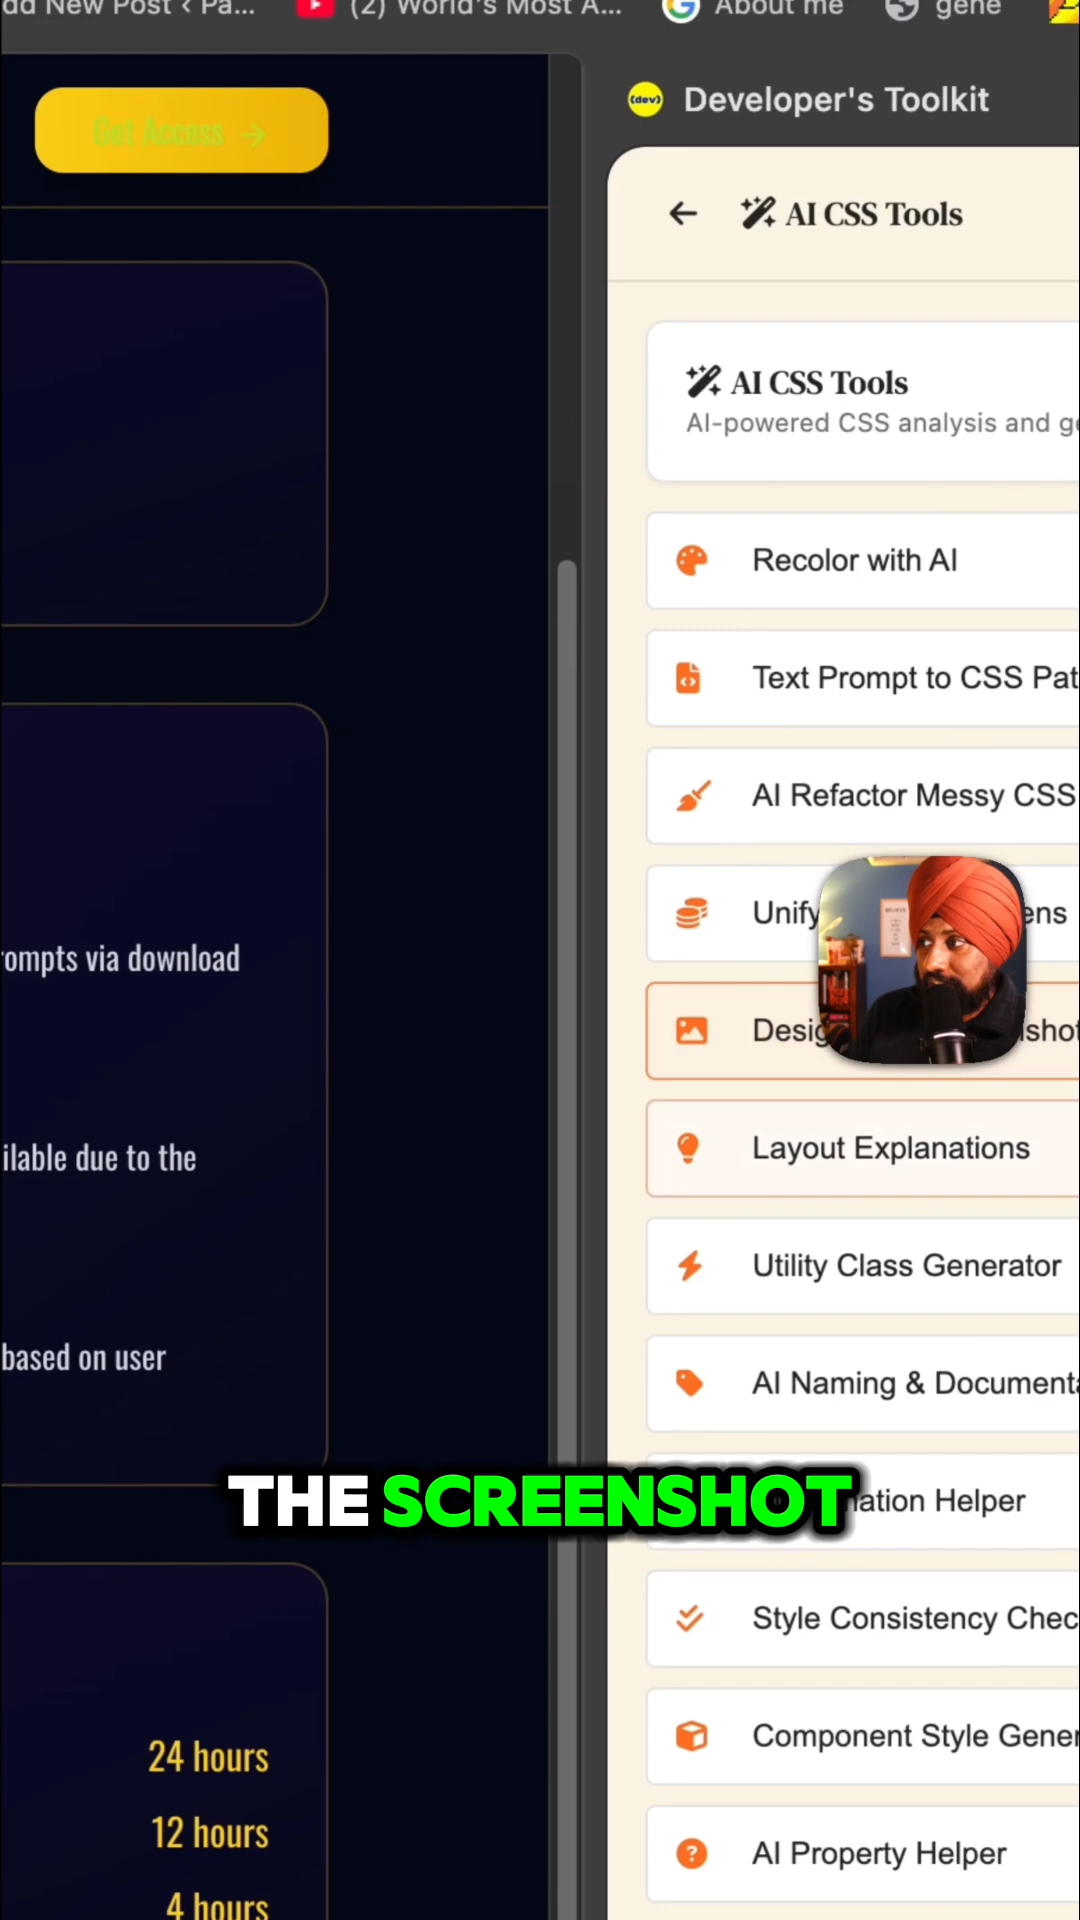 dd New Post < Pa...
(2) World's Most A...
About me
gene
Get Access →
ompts via download
ilable due to the
based on user
24 hours
12 hours
4 hours
(dev) Developer's Toolkit
← AI CSS Tools
AI CSS Tools
AI-powered CSS analysis and ge
Recolor with AI
Text Prompt to CSS Pat
AI Refactor Messy CSS
Unify ens
Desig shot
Layout Explanations
Utility Class Generator
AI Naming & Documenta
THE SCREENSHOT
ation Helper
Style Consistency Chec
Component Style Gener
AI Property Helper